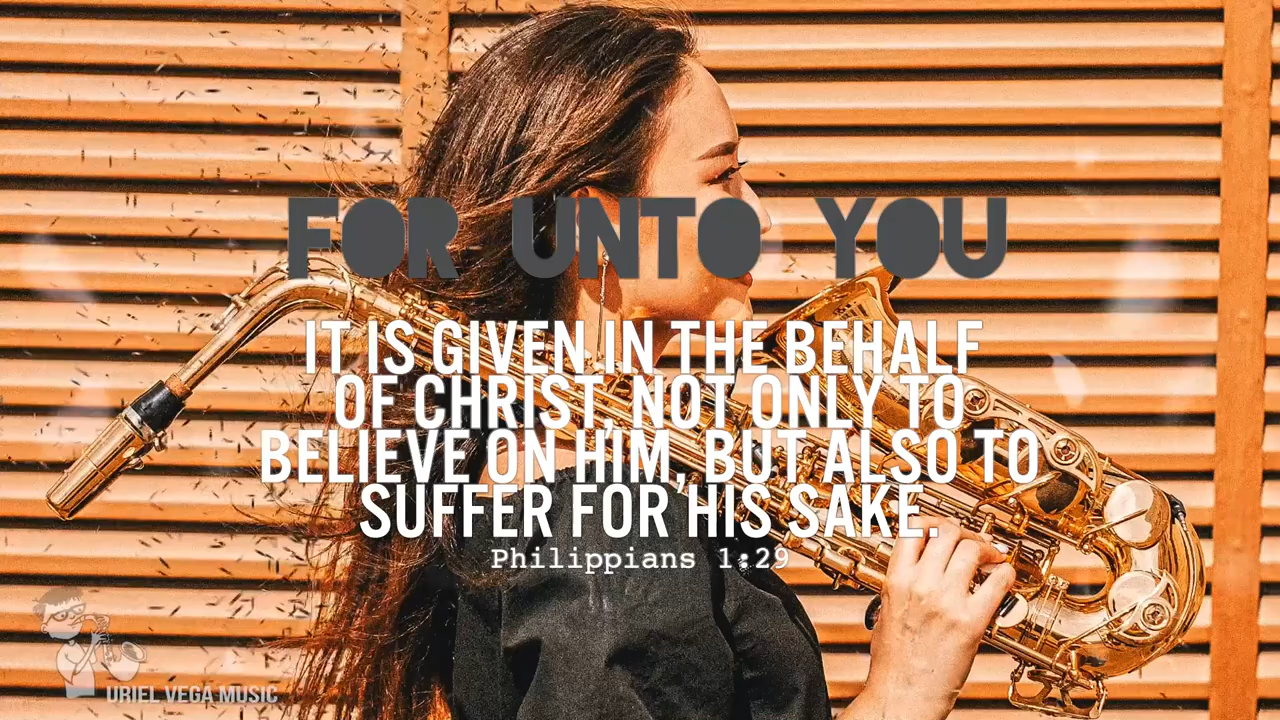 FOR UNTO YOU
IT IS GIVEN IN THE BEHALF
OF CHRIST, NOT ONLY TO
BELIEVE ON HIM, BUT ALSO TO
SUFFER FOR HIS SAKE.
Philippians 1:29
URIEL VEGA MUSIC